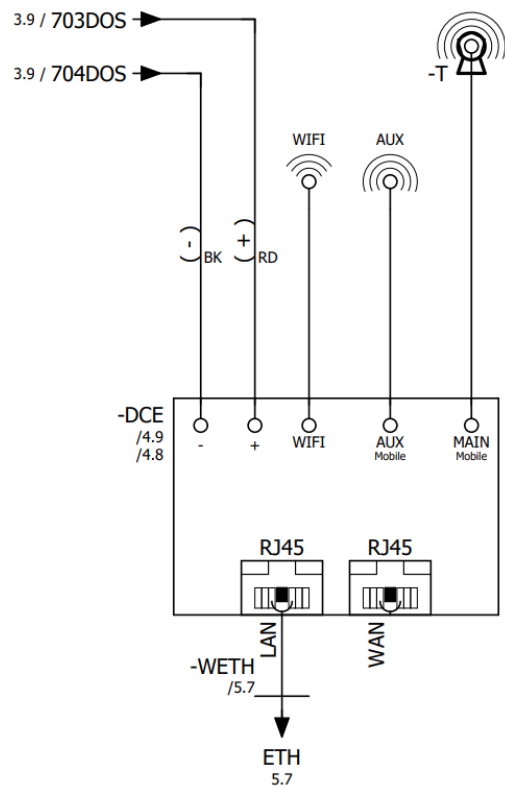 3.9 / 703DOS
3.9 / 704DOS
-T
WIFI
AUX
-
BK
+
RD
-DCE
/4.9
/4.8
-
+
WIFI
AUX
Mobile
MAIN
Mobile
RJ45
RJ45
LAN
WAN
-WETH
/5.7
ETH
5.7